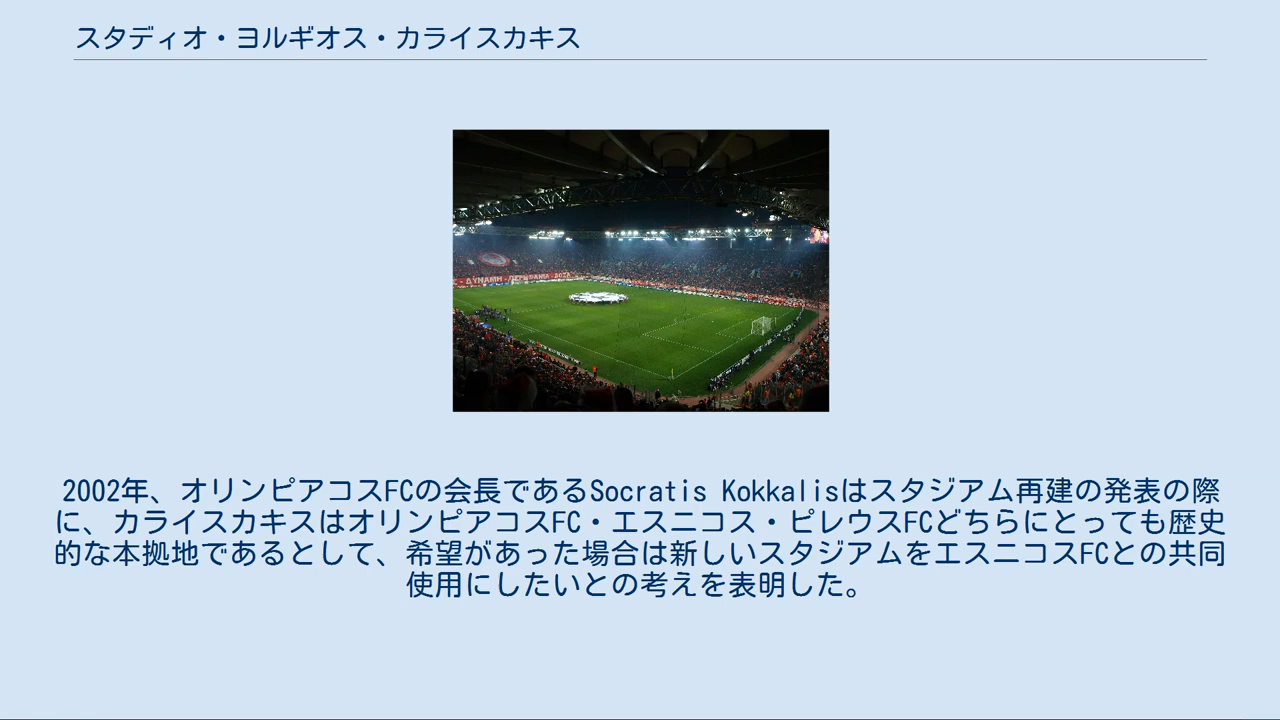 スタディオ・ヨルギオス・カライスカキス
2002年、オリンピアコスFCの会長であるSocratis Kokkalisはスタジアム再建の発表の際
に、カライスカキスはオリンピアコスFC・エスニコス・ピレウスFCどちらにとっても歴史
的な本拠地であるとして、希望があった場合は新しいスタジアムをエスニコスFCとの共同
使用にしたいとの考えを表明した。